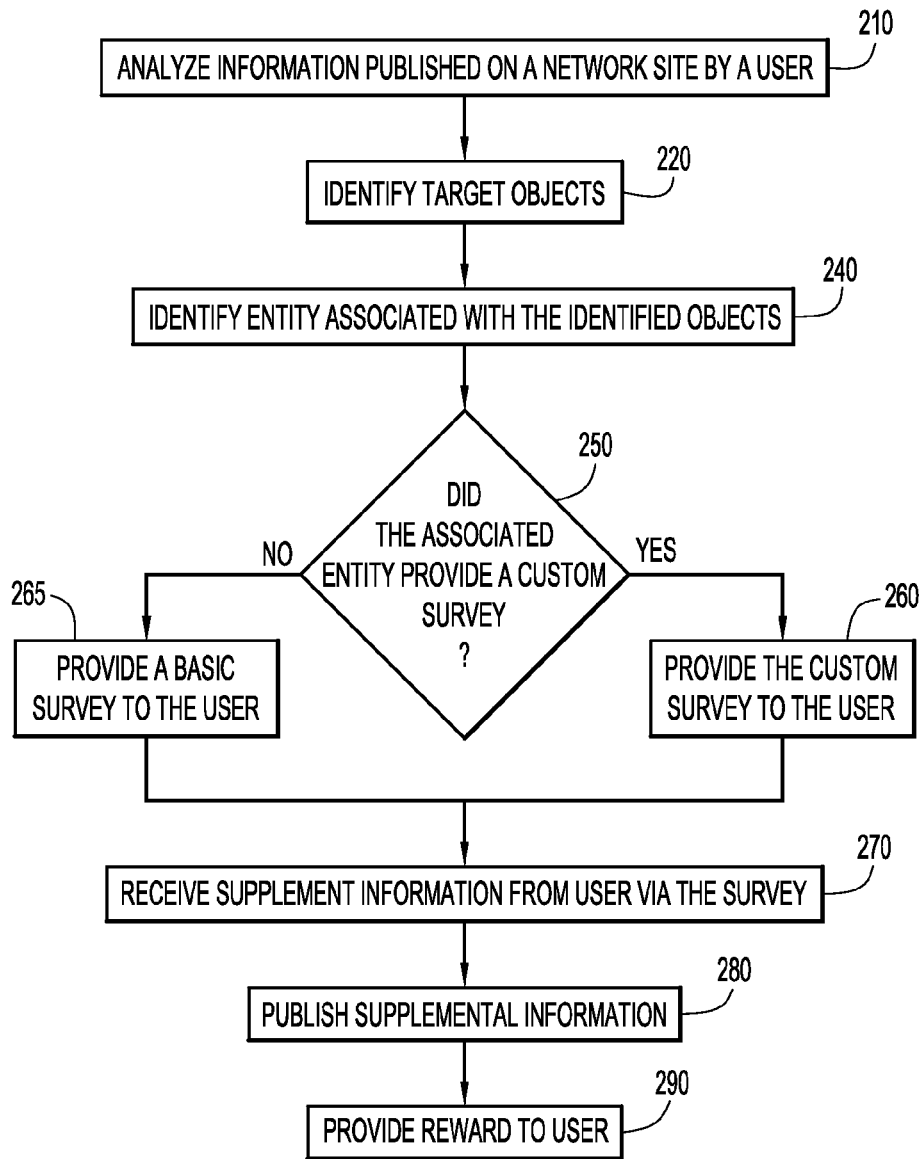 210
ANALYZE INFORMATION PUBLISHED ON A NETWORK SITE BY A USER
220
IDENTIFY TARGET OBJECTS
240
IDENTIFY ENTITY ASSOCIATED WITH THE IDENTIFIED OBJECTS
250
DID
THE ASSOCIATED
ENTITY PROVIDE A CUSTOM
SURVEY
?
NO
YES
265
PROVIDE A BASIC
SURVEY TO THE USER
260
PROVIDE THE CUSTOM
SURVEY TO THE USER
270
RECEIVE SUPPLEMENT INFORMATION FROM USER VIA THE SURVEY
280
PUBLISH SUPPLEMENTAL INFORMATION
290
PROVIDE REWARD TO USER